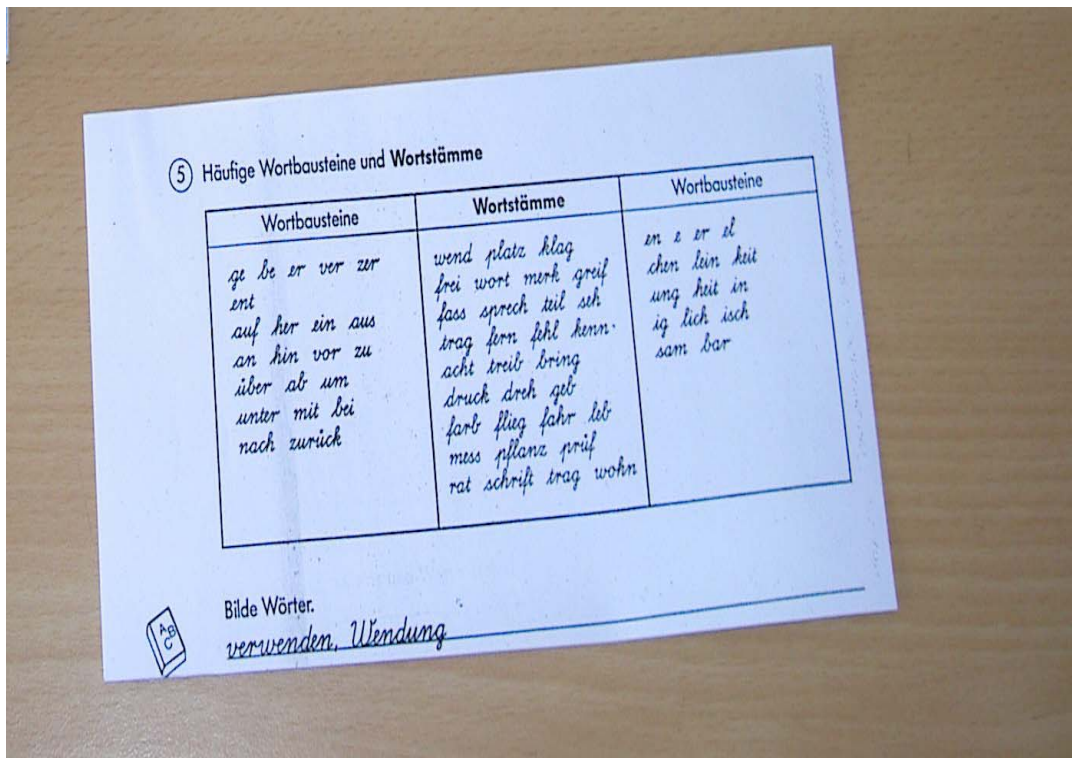 5 Häufige Wortbausteine und Wortstämme
Wortbausteine
ge be er ver zer
ent
auf her ein aus
an hin vor zu
über ab um
unter mit bei
nach zurück
Wortstämme
wend platz klag
frei wort merk greif
fass sprech teil seh
trag fern fehl kenn
acht treib bring
druck dreh geb
farb flieg fahr leb
mess pflanz prüf
rat schrift trag wohn
Wortbausteine
en e er el
chen lein keit
ung heit in
ig lich isch
sam bar
Bilde Wörter.
ABC
verwenden, Wendung